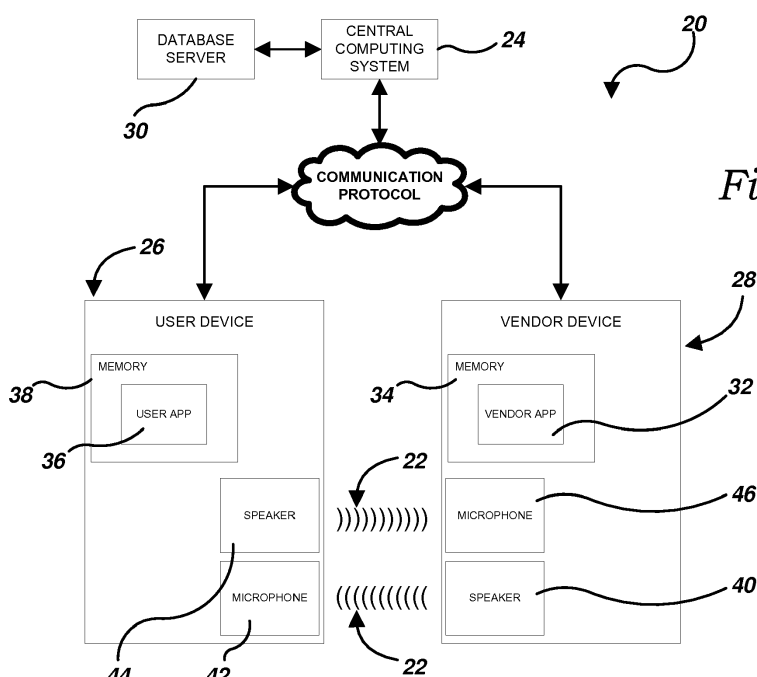 DATABASE
SERVER
CENTRAL
COMPUTING
SYSTEM
24
20
30
COMMUNICATION
PROTOCOL
26
28
USER DEVICE
VENDOR DEVICE
MEMORY
MEMORY
38
34
32
USER APP
VENDOR APP
36
22
46
SPEAKER
MICROPHONE
MICROPHONE
SPEAKER
40
22